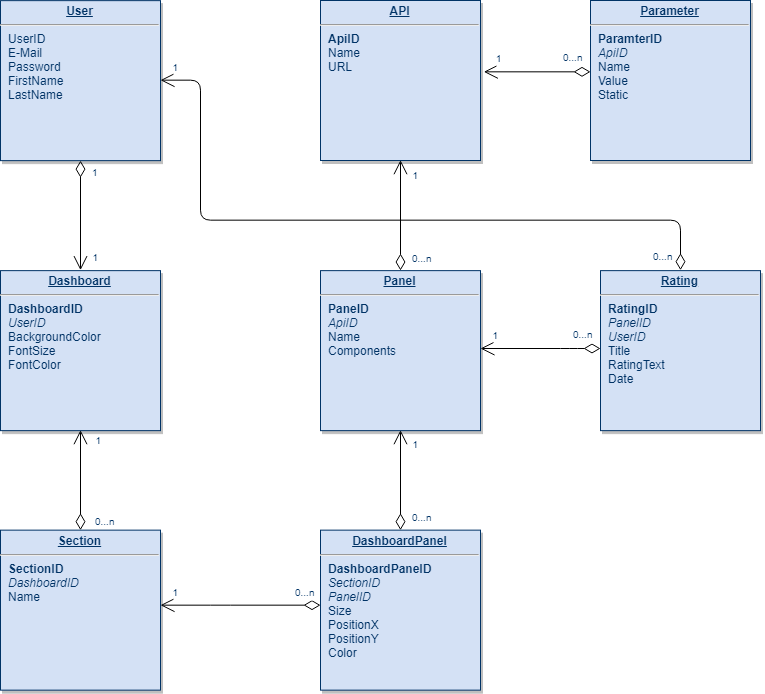 User
UserID
E-Mail
Password
FirstName
LastName
API
ApiID
Name
URL
Parameter
ParamterID
ApiID
Name
Value
Static
1
0...n
1
1
1
1
0...n
0...n
Dashboard
DashboardID
UserID
BackgroundColor
FontSize
FontColor
Panel
PanelID
ApiID
Name
Components
Rating
RatingID
PanelID
UserID
Title
RatingText
Date
1
0...n
1
0...n
1
0...n
Section
SectionID
DashboardID
Name
DashboardPanel
DashboardPanelID
SectionID
PanelID
Size
PositionX
PositionY
Color
1
0...n